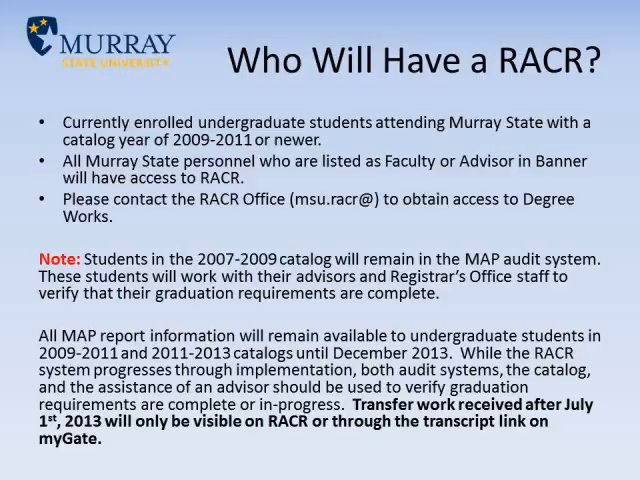 MURRAY
STATE UNIVERSITY
Who Will Have a RACR?
• Currently enrolled undergraduate students attending Murray State with a
catalog year of 2009-2011 or newer.
• All Murray State personnel who are listed as Faculty or Advisor in Banner
will have access to RACR.
• Please contact the RACR Office (msu.racr@) to obtain access to Degree
Works.
Note: Students in the 2007-2009 catalog will remain in the MAP audit system.
These students will work with their advisors and Registrar's Office staff to
verify that their graduation requirements are complete.
All MAP report information will remain available to undergraduate students in
2009-2011 and 2011-2013 catalogs until December 2013. While the RACR
system progresses through implementation, both audit systems, the catalog,
and the assistance of an advisor should be used to verify graduation
requirements are complete or in-progress. Transfer work received after July
1st, 2013 will only be visible on RACR or through the transcript link on
myGate.